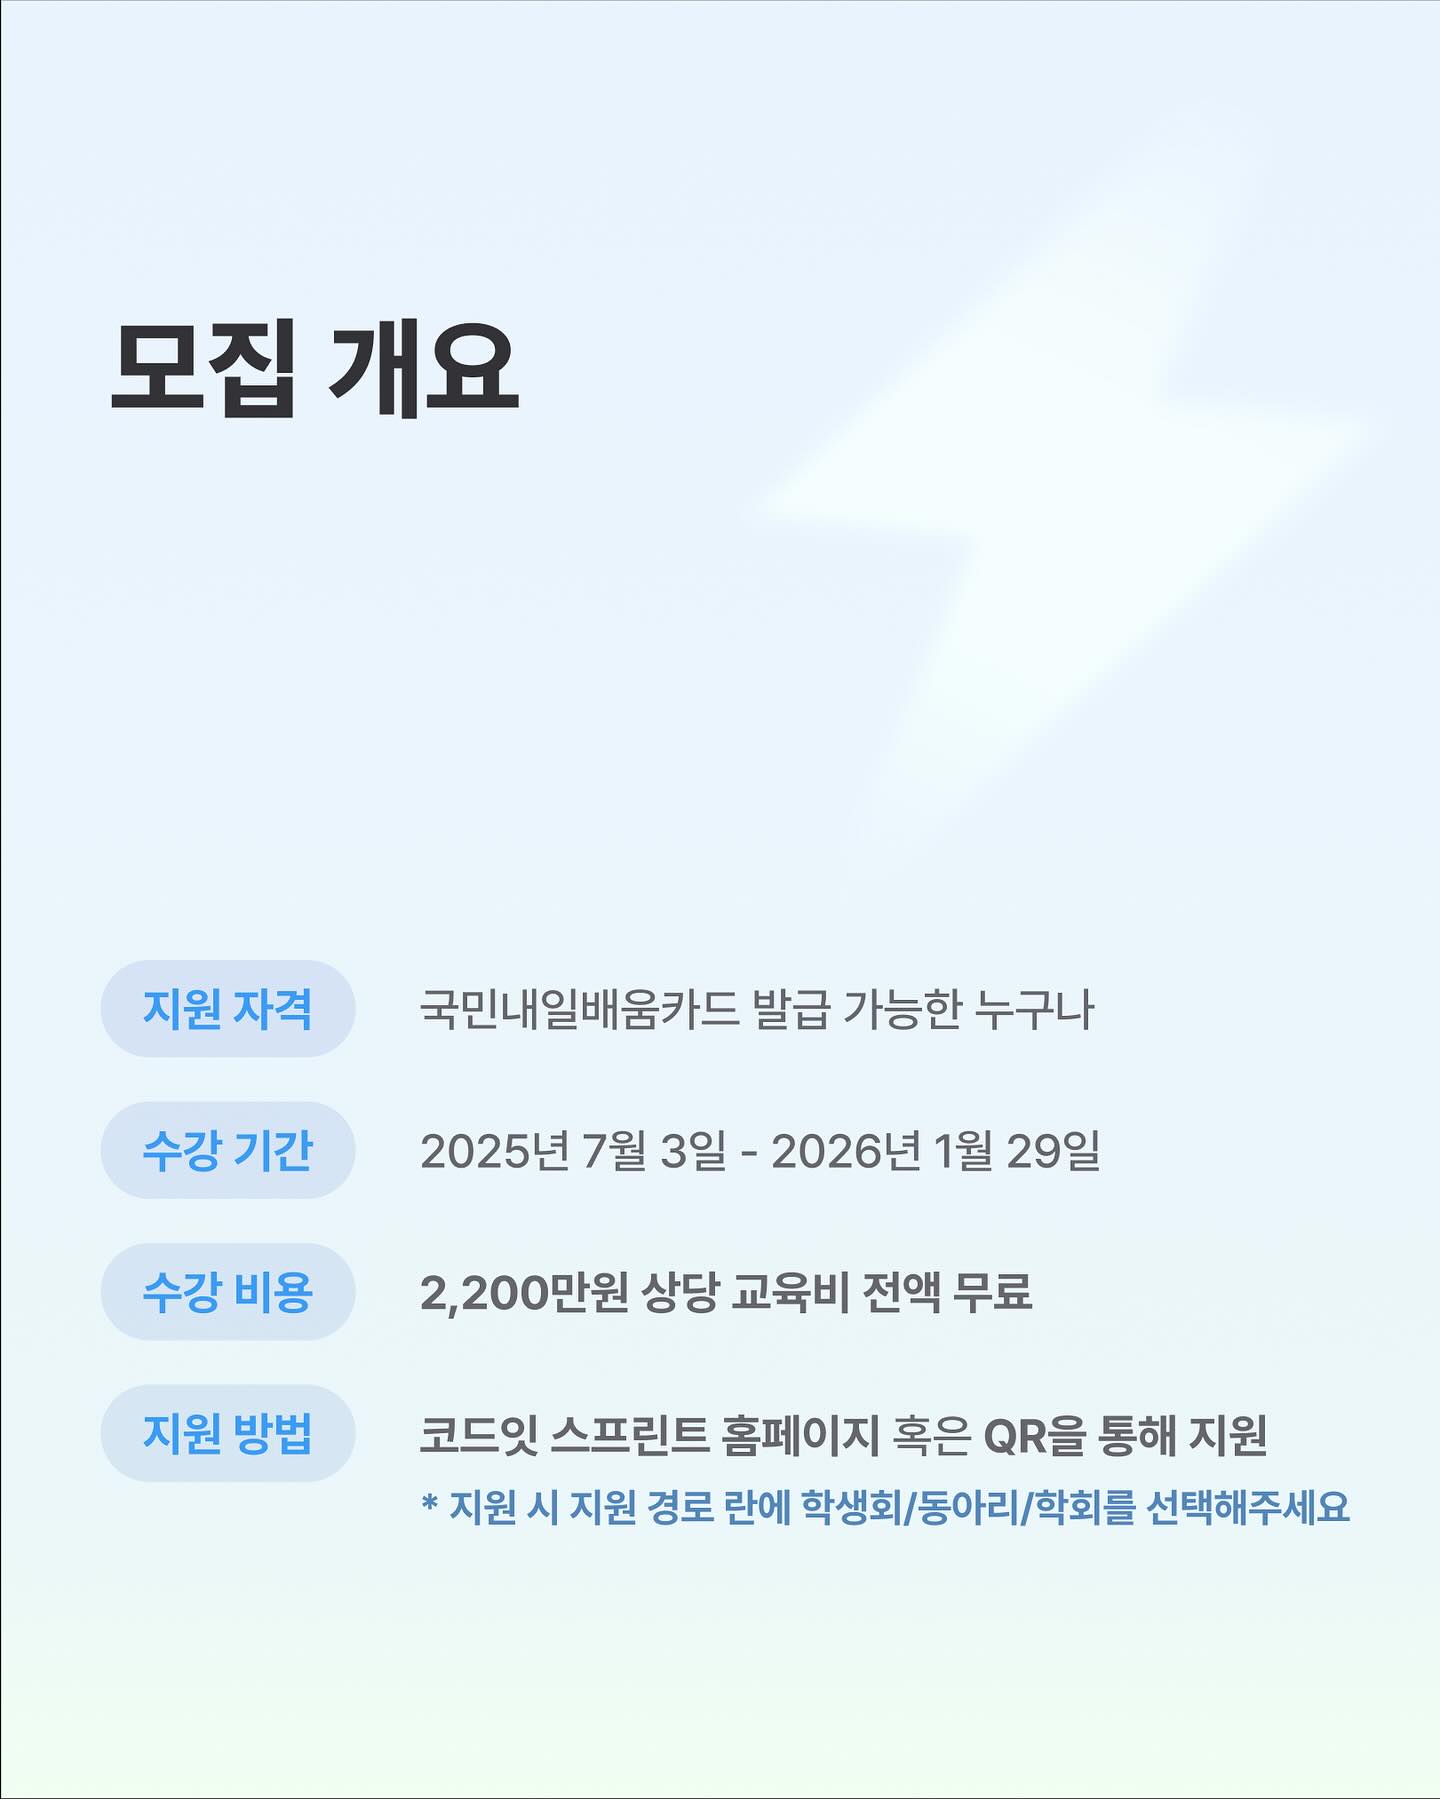 모집 개요
지원 자격 국민내일배움카드 발급 가능한 누구나
수강 기간 2025년 7월 3일 - 2026년 1월 29일
수강 비용 2,200만원 상당 교육비 전액 무료
지원 방법 코드잇 스프린트 홈페이지 혹은 QR을 통해 지원
* 지원 시 지원 경로 란에 학생회/동아리/학회를 선택해주세요